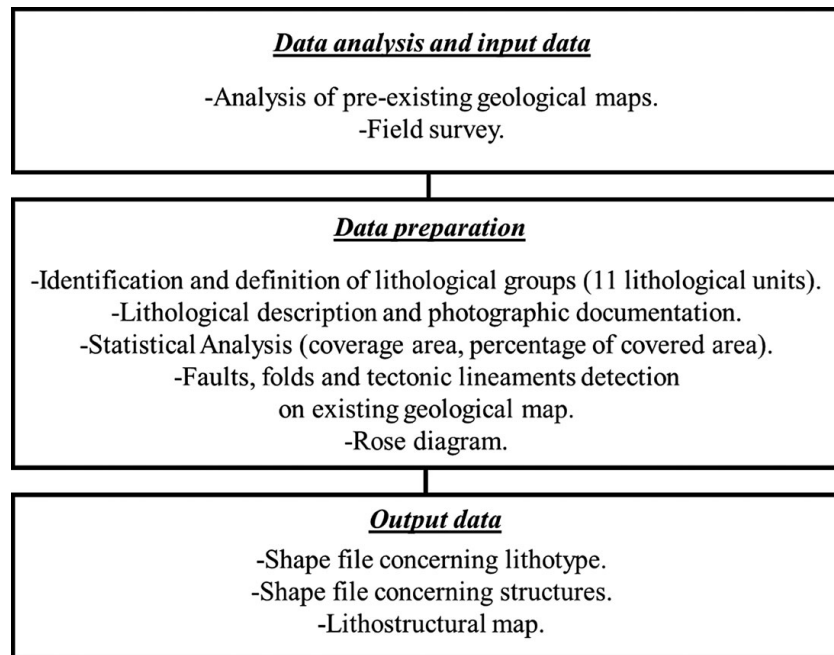 Data analysis and input data
-Analysis of pre-existing geological maps.
-Field survey.
Data preparation
-Identification and definition of lithological groups (11 lithological units).
-Lithological description and photographic documentation.
-Statistical Analysis (coverage area, percentage of covered area).
-Faults, folds and tectonic lineaments detection
on existing geological map.
-Rose diagram.
Output data
-Shape file concerning lithotype.
-Shape file concerning structures.
-Lithostructural map.